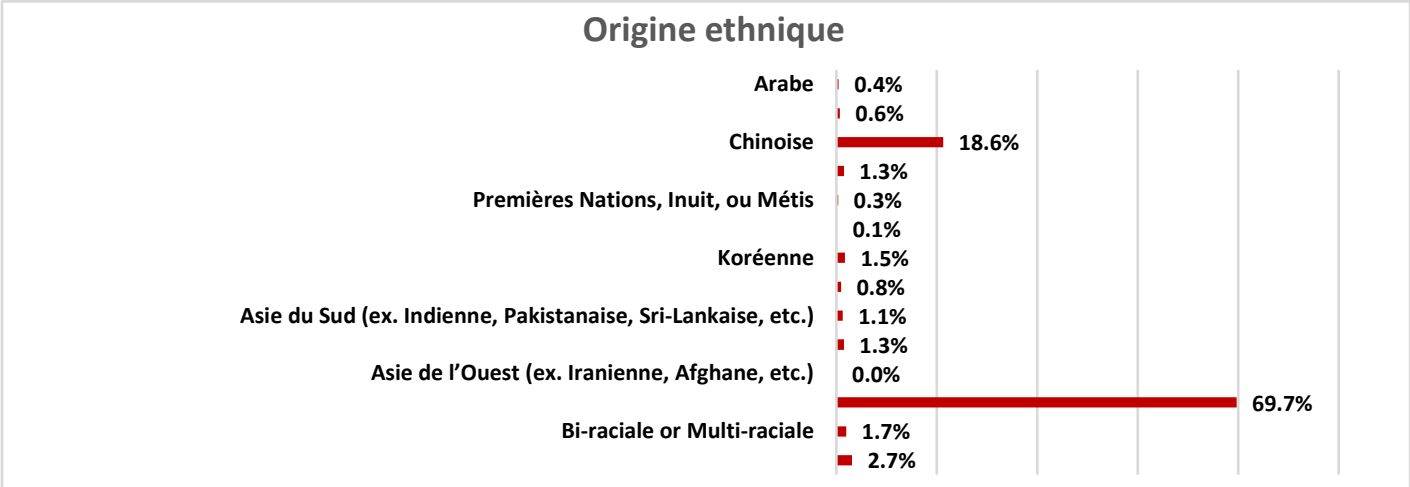 Origine ethnique
Arabe 0.4%
0.6%
Chinoise 18.6%
1.3%
Premières Nations, Inuit, ou Métis 0.3%
0.1%
Koréenne 1.5%
0.8%
Asie du Sud (ex. Indienne, Pakistanaise, Sri-Lankaise, etc.) 1.1%
1.3%
Asie de l’Ouest (ex. Iranienne, Afghane, etc.) 0.0%
69.7%
Bi-raciale or Multi-raciale 1.7%
2.7%